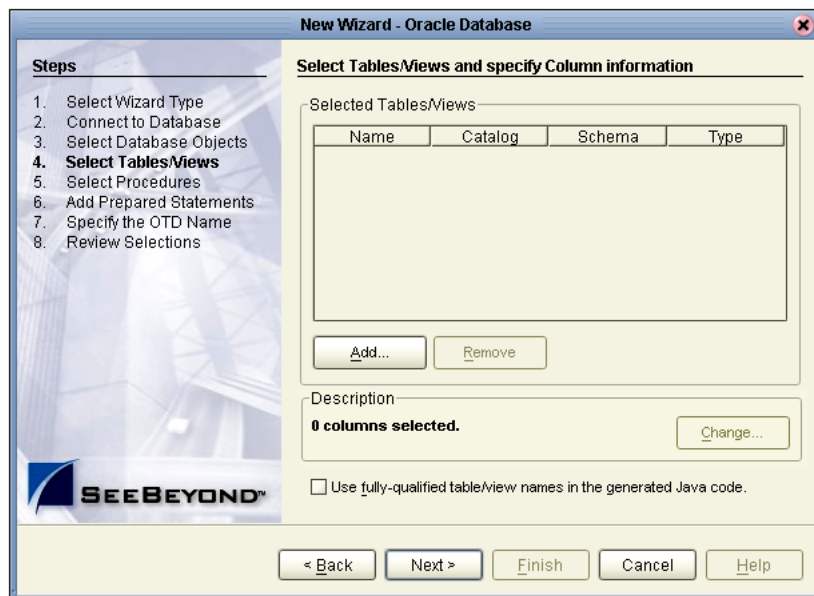 New Wizard - Oracle Database
Steps
1. Select Wizard Type
2. Connect to Database
3. Select Database Objects
4. Select Tables/Views
5. Select Procedures
6. Add Prepared Statements
7. Specify the OTD Name
8. Review Selections
SEEBEYOND™
Select Tables/Views and specify Column information
Selected Tables/Views
Name Catalog Schema Type
Add... Remove
Description
0 columns selected.
Change...
Use fully-qualified table/view names in the generated Java code.
< Back Next > Finish Cancel Help